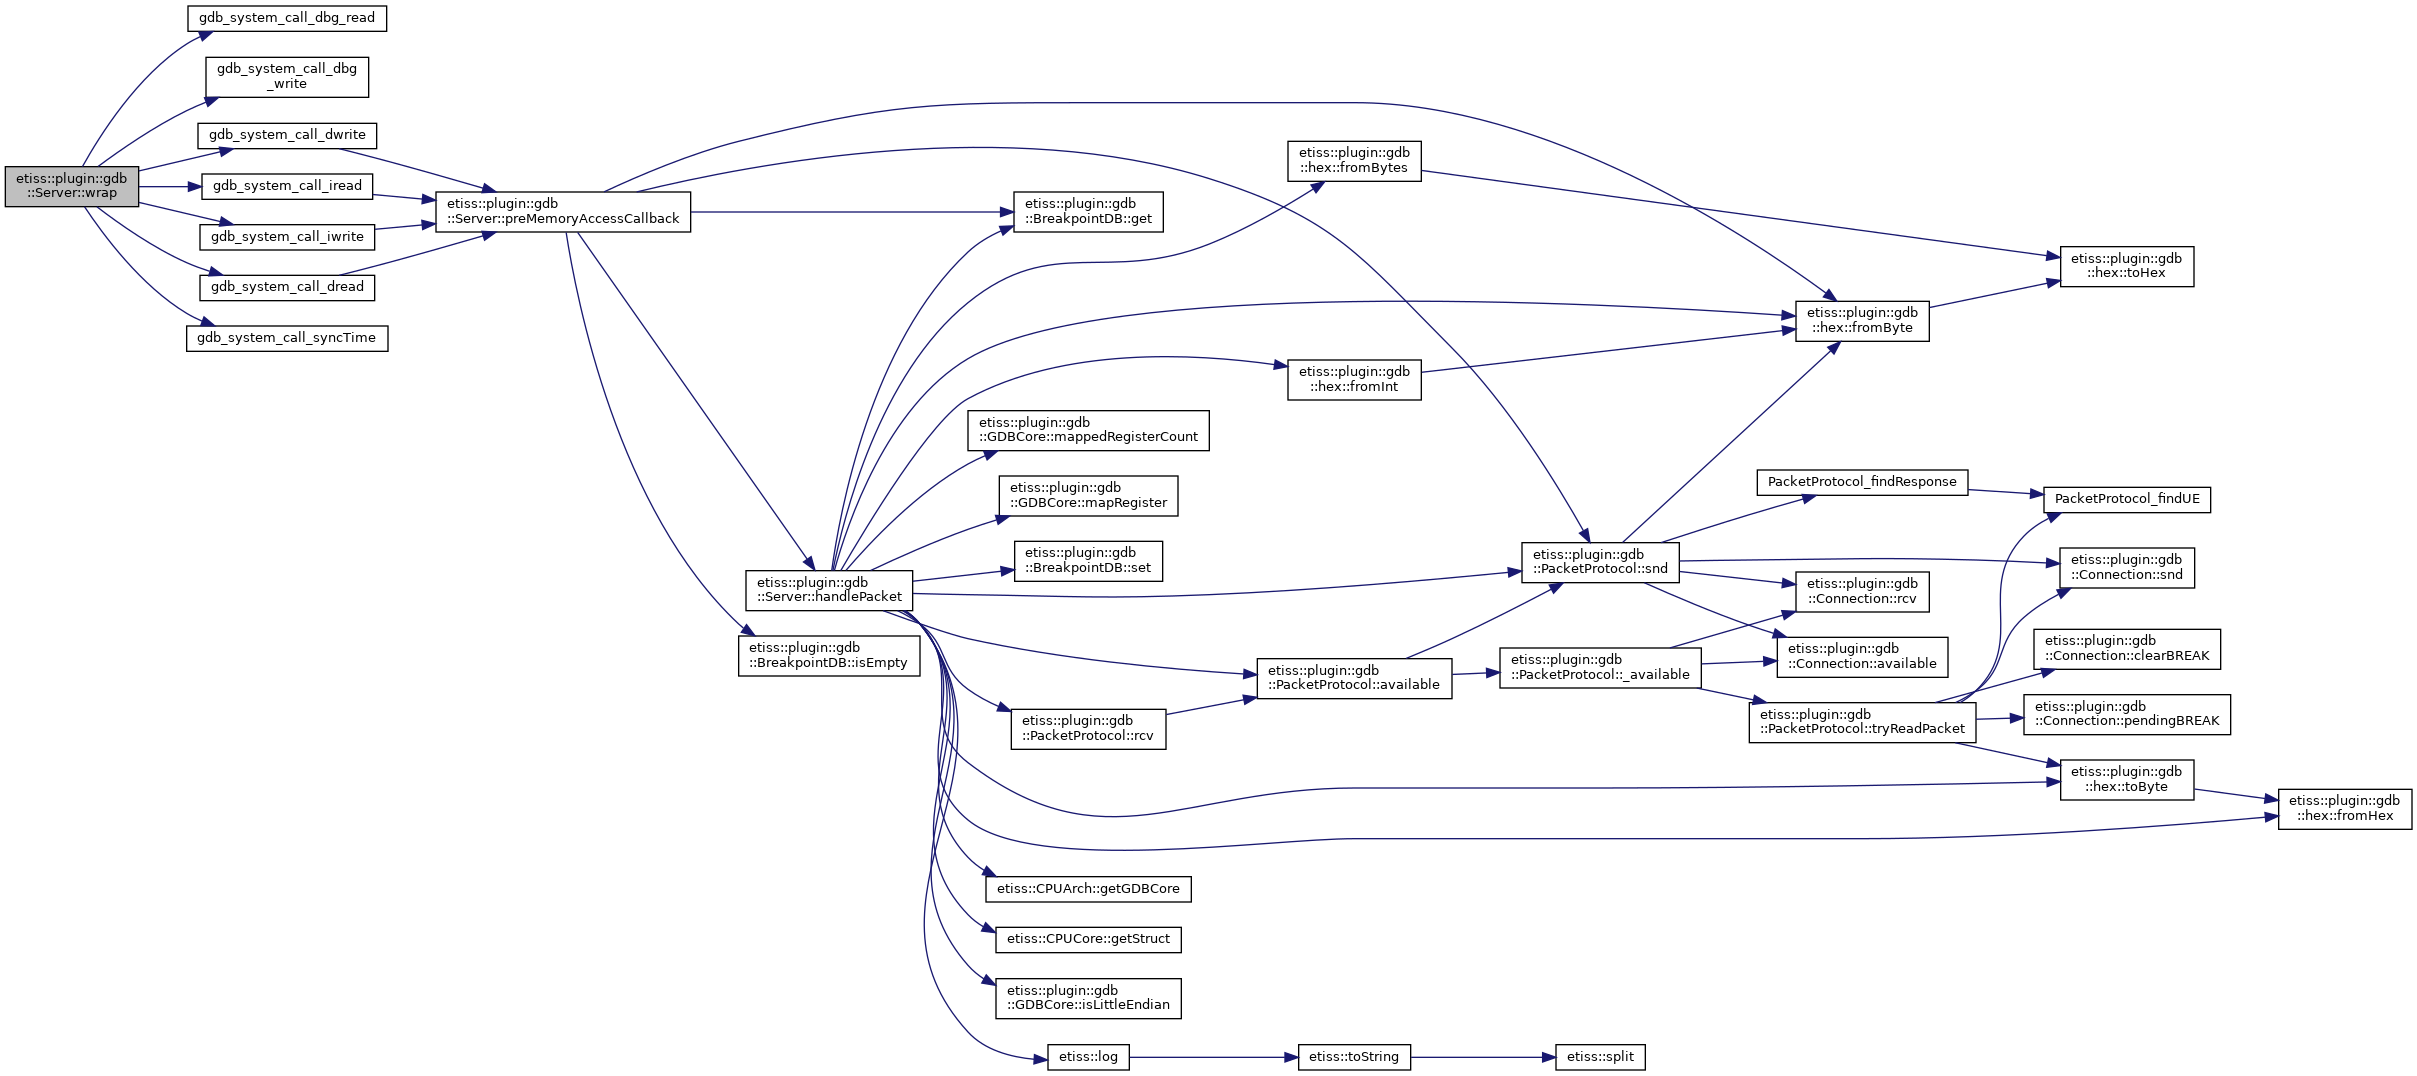 gdb_system_call_dbg_read
gdb_system_call_dbg
_write
gdb_system_call_dwrite
etiss::plugin::gdb
::Server::wrap
gdb_system_call_iread
gdb_system_call_iwrite
gdb_system_call_dread
gdb_system_call_syncTime
etiss::plugin::gdb
::Server::preMemoryAccessCallback
etiss::plugin::gdb
::Server::handlePacket
etiss::plugin::gdb
::BreakpointDB::isEmpty
etiss::plugin::gdb
::BreakpointDB::get
etiss::plugin::gdb
::GDBCore::mappedRegisterCount
etiss::plugin::gdb
::GDBCore::mapRegister
etiss::plugin::gdb
::BreakpointDB::set
etiss::plugin::gdb
::PacketProtocol::rcv
etiss::CPUArch::getGDBCore
etiss::CPUCore::getStruct
etiss::plugin::gdb
::GDBCore::isLittleEndian
etiss::log
etiss::plugin::gdb
::hex::fromBytes
etiss::plugin::gdb
::hex::fromInt
etiss::plugin::gdb
::PacketProtocol::available
etiss::toString
etiss::plugin::gdb
::PacketProtocol::snd
etiss::plugin::gdb
::PacketProtocol::_available
etiss::split
etiss::plugin::gdb
::hex::fromByte
PacketProtocol_findResponse
etiss::plugin::gdb
::Connection::rcv
etiss::plugin::gdb
::Connection::available
etiss::plugin::gdb
::PacketProtocol::tryReadPacket
etiss::plugin::gdb
::hex::toHex
PacketProtocol_findUE
etiss::plugin::gdb
::Connection::snd
etiss::plugin::gdb
::Connection::clearBREAK
etiss::plugin::gdb
::Connection::pendingBREAK
etiss::plugin::gdb
::hex::toByte
etiss::plugin::gdb
::hex::fromHex